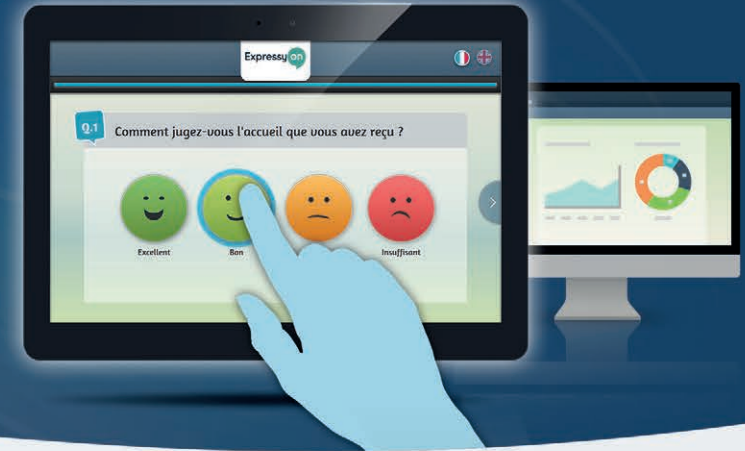 Expressyon
Q.1
Comment jugez-vous l'accueil que vous avez reçu ?
Excellent
Bon
Insuffisant